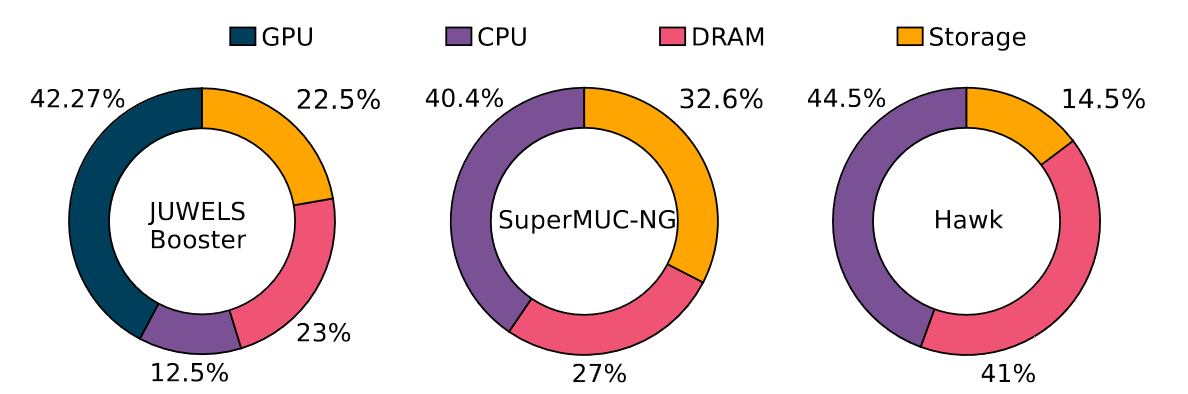 GPU CPU DRAM Storage
42.27% 22.5% 40.4% 32.6% 44.5% 14.5%
JUWELS
Booster
SuperMUC-NG
Hawk
23%
12.5% 27% 41%